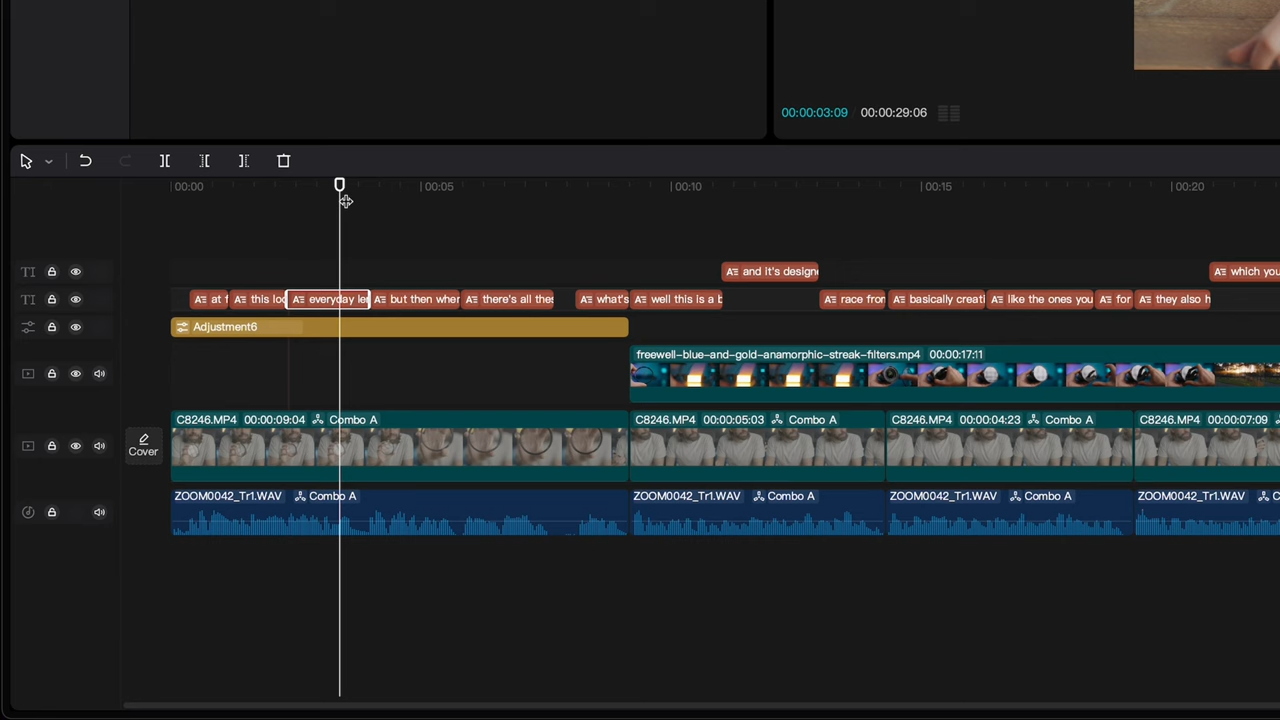 00:00:03:09 00:00:29:06
00:00 00:05 00:10 00:15 00:20
and it's design which you
at f this loo everyday le but then when there's all thes what's well this is a b race fron basically creati like the ones you for they also h
Adjustment6
freewell-blue-and-gold-anamorphic-streak-filters.mp4 00:00:17:11
C8246.MP4 00:00:09:04 Combo A C8246.MP4 00:00:05:03 Combo A C8246.MP4 00:00:04:23 Combo A C8246.MP4 00:00:07:09
Cover
ZOOM0042_Tr1.WAV Combo A ZOOM0042_Tr1.WAV Combo A ZOOM0042_Tr1.WAV Combo A ZOOM0042_Tr1.WAV C